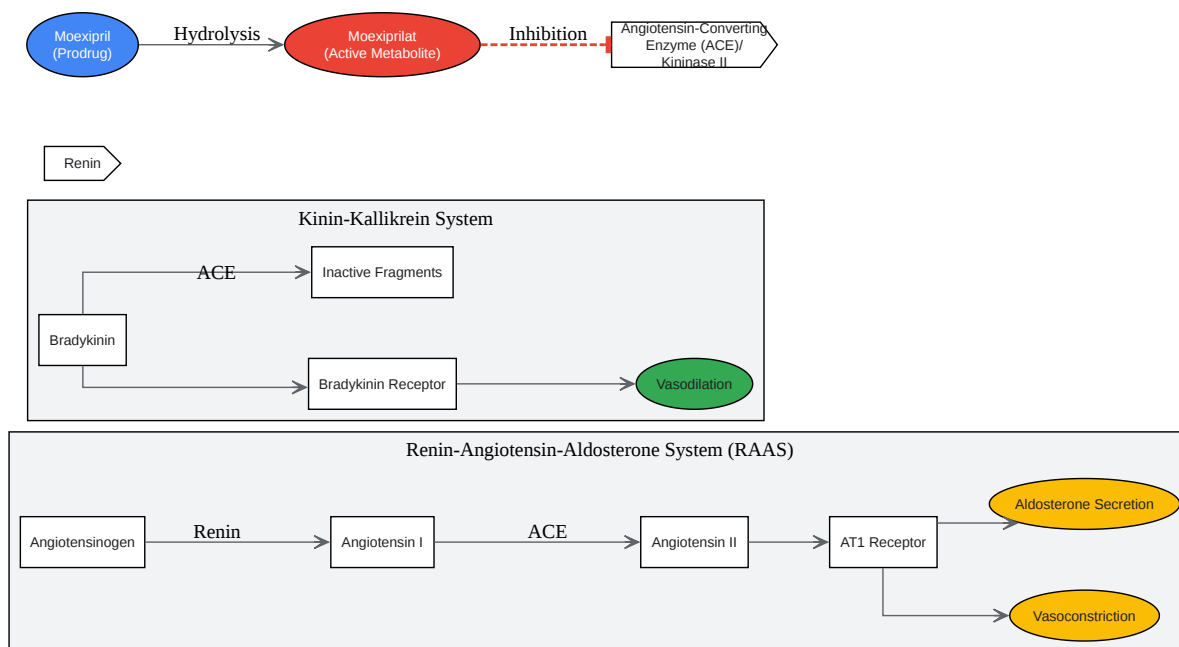 Moexipril
(Prodrug)
Hydrolysis
Moexiprilat
(Active Metabolite)
Inhibition
Angiotensin-Converting
Enzyme (ACE)/
Kininase II
Renin
Kinin-Kallikrein System
ACE
Inactive Fragments
Bradykinin
Bradykinin Receptor
Vasodilation
Renin-Angiotensin-Aldosterone System (RAAS)
Aldosterone Secretion
Angiotensinogen
Renin
Angiotensin I
ACE
Angiotensin II
AT1 Receptor
Vasoconstriction